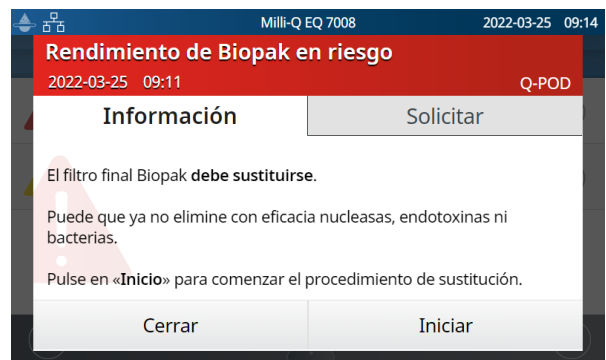 Milli-Q EQ 7008 2022-03-25 09:14
Rendimiento de Biopak en riesgo
2022-03-25 09:11 Q-POD
Información Solicitar
El filtro final Biopak debe sustituirse.
Puede que ya no elimine con eficacia nucleasas, endotoxinas ni
bacterias.
Pulse en «Inicio» para comenzar el procedimiento de sustitución.
Cerrar Iniciar